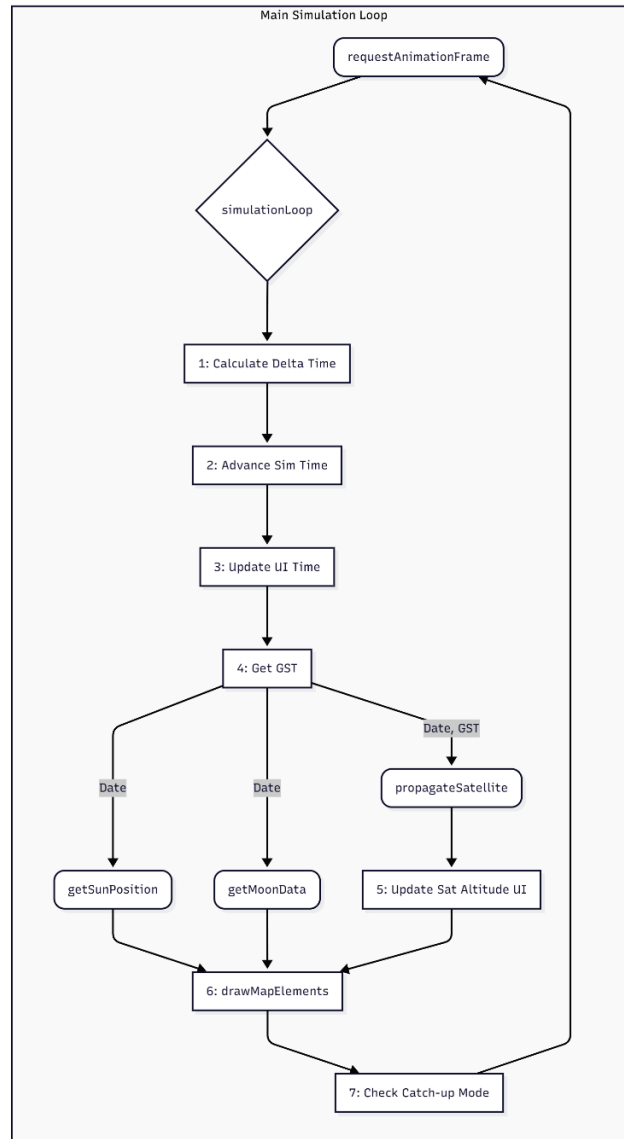 Main Simulation Loop
requestAnimationFrame
simulationLoop
1: Calculate Delta Time
2: Advance Sim Time
3: Update UI Time
4: Get GST
Date, GST
Date
Date
propagateSatellite
getSunPosition
getMoonData
5: Update Sat Altitude UI
6: drawMapElements
7: Check Catch-up Mode